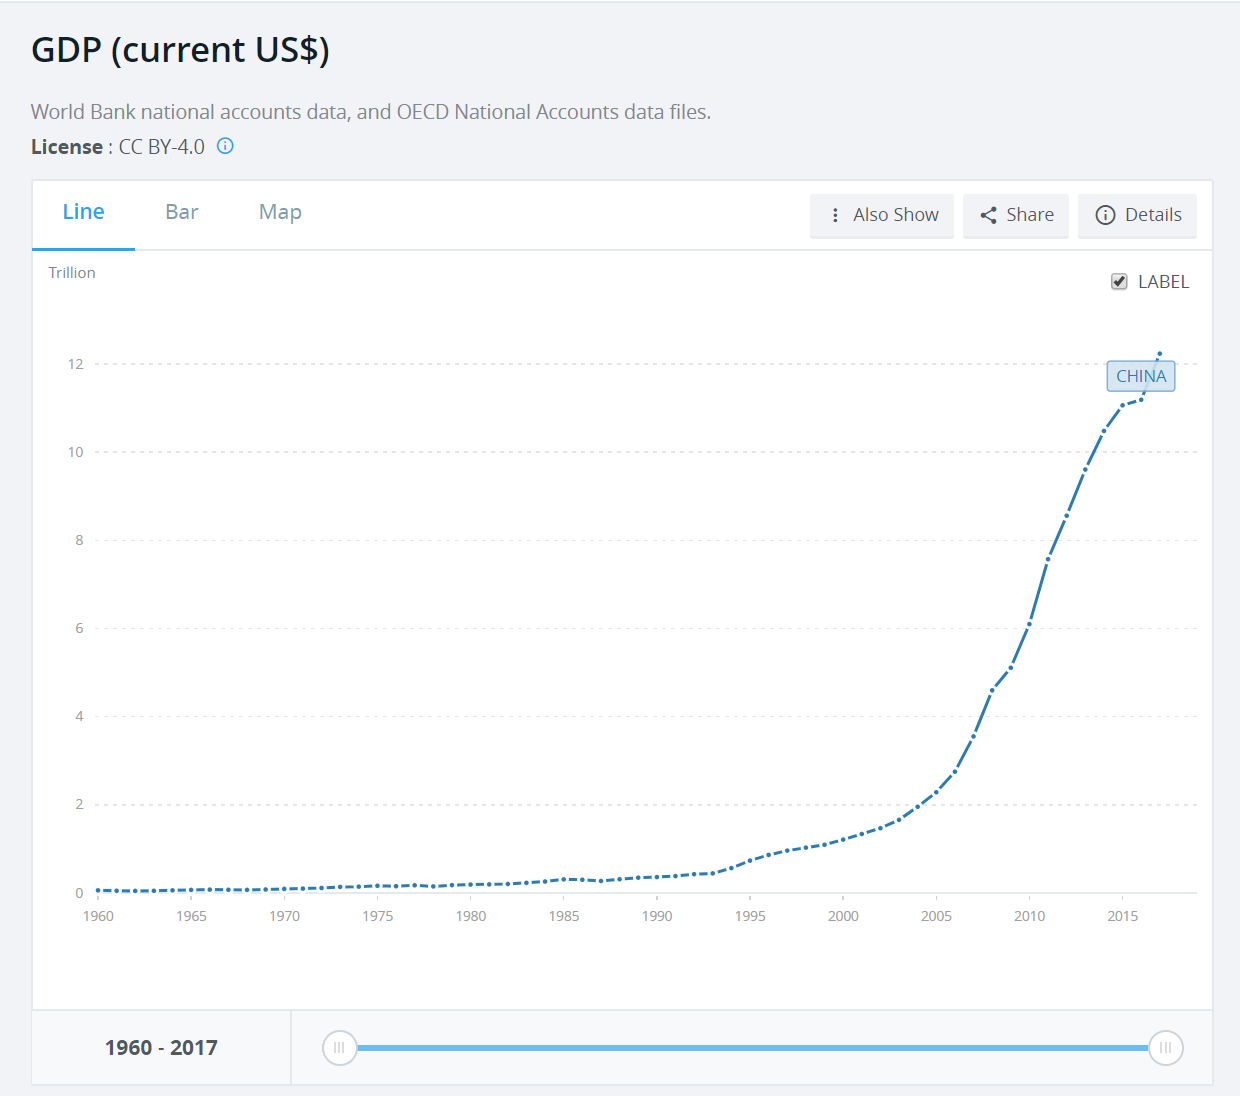 GDP (current US$)
World Bank national accounts data, and OECD National Accounts data files.
License : CC BY-4.0
Line Bar Map Also Show Share Details
Trillion
LABEL
12
CHINA
10
8
6
4
2
0
1960 1965 1970 1975 1980 1985 1990 1995 2000 2005 2010 2015
1960 - 2017